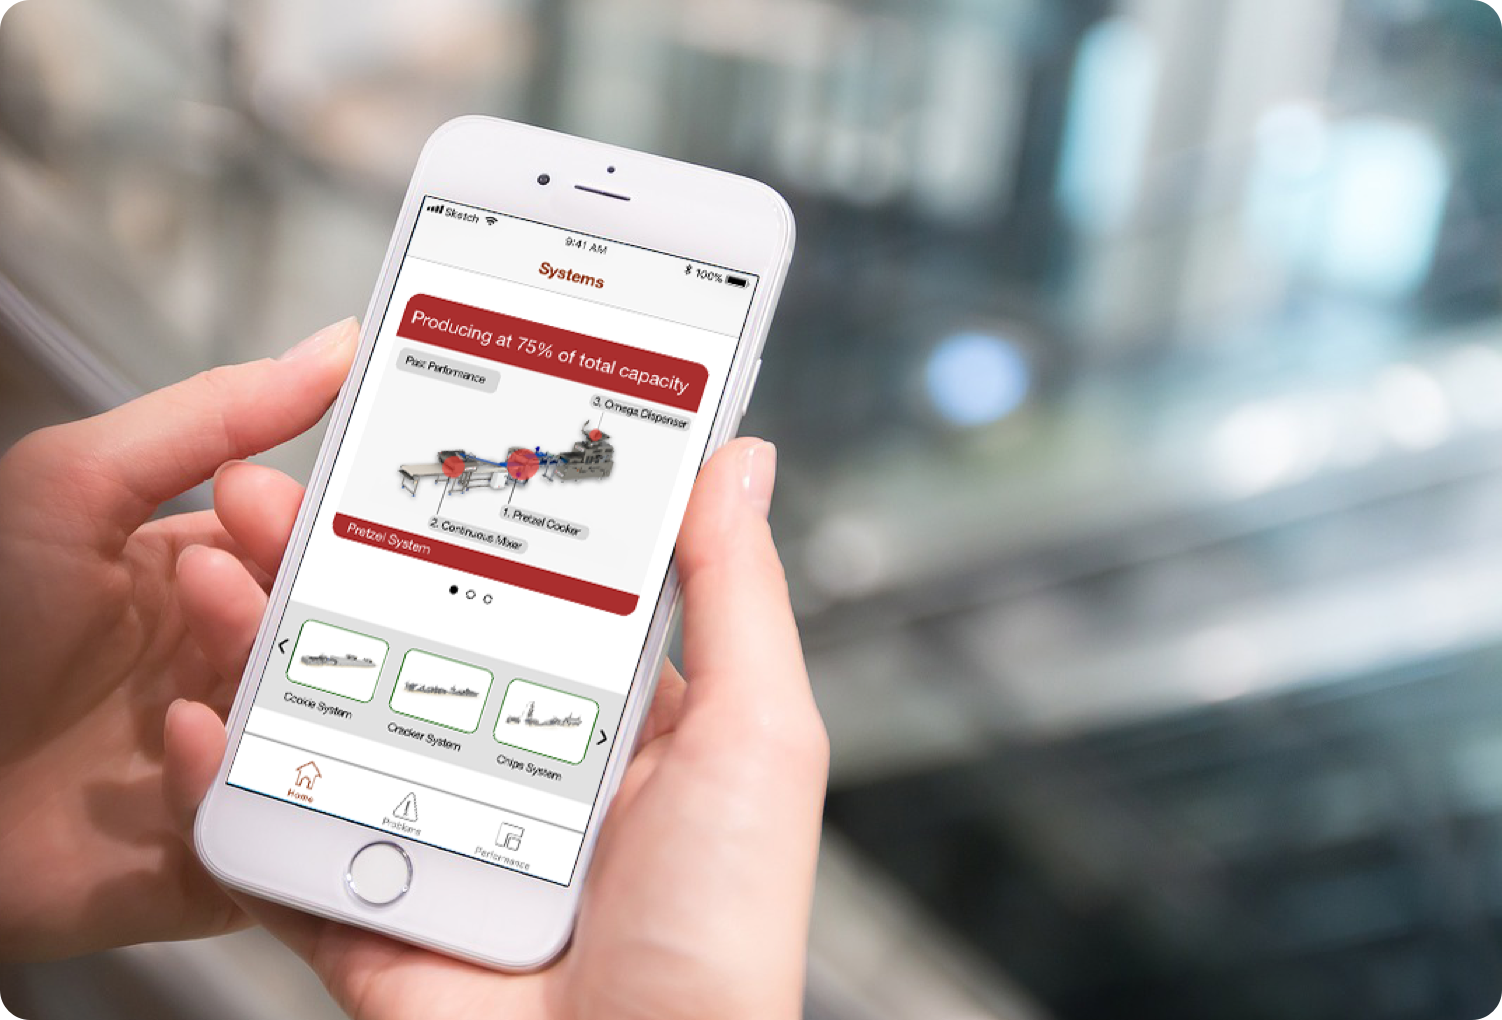 Sketch
9:41 AM
100%
Systems
Producing at 75% of total capacity
Past Performance
3. Omega Dispenser
1. Pretzel Cooker
2. Continuous Mixer
Pretzel System
Cookie System
Cracker System
Chips System
Home
Problems
Performance